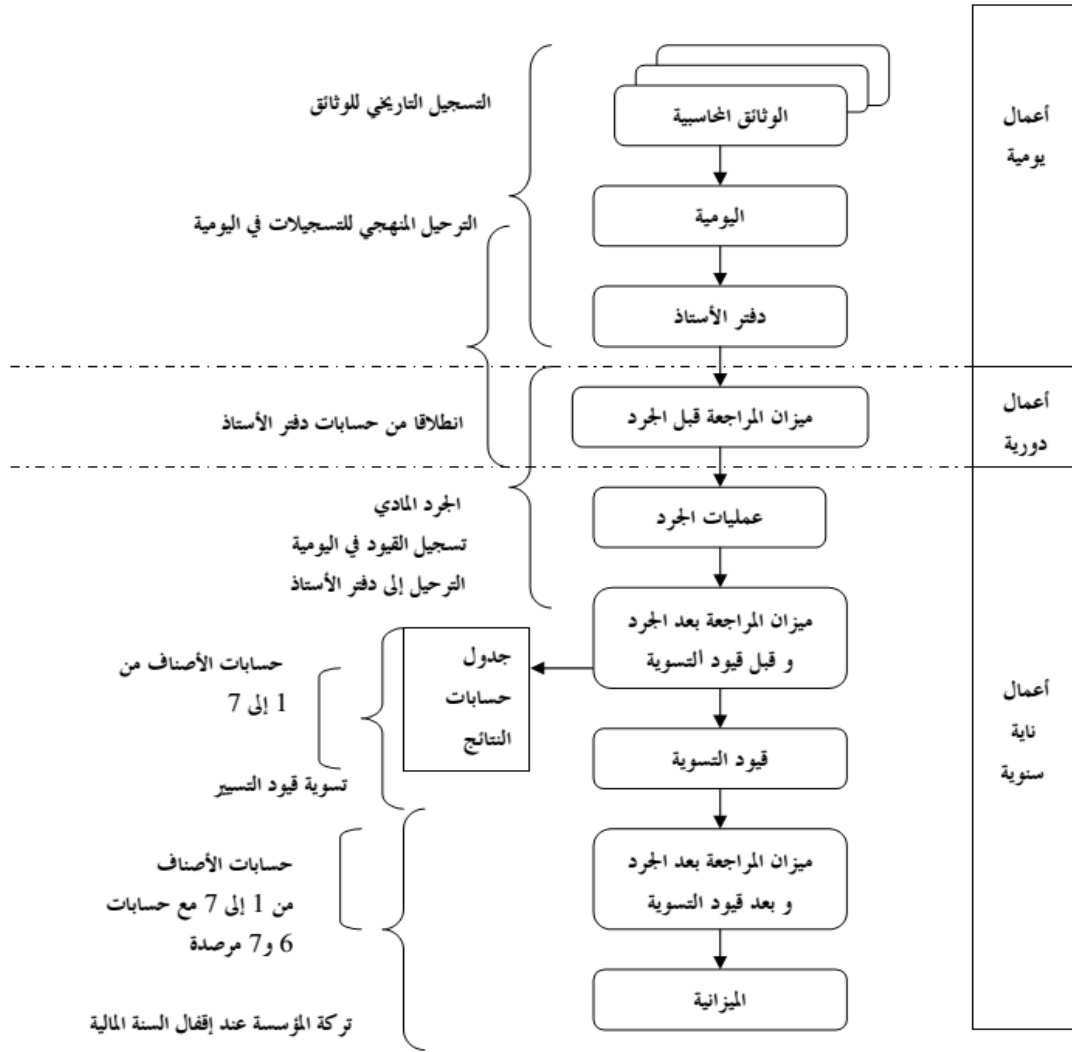 أعمال
يومية
التسجيل التاريخي للوثائق
الوثائق المحاسبية
اليومية
الترحيل المنهجي للتسجيلات في اليومية
دفتر الأستاذ
أعمال
دورية
ميزان المراجعة قبل الجرد
انطلاقا من حسابات دفتر الأستاذ
أعمال
ناية
سنوية
عمليات الجرد
الجرد المادي
تسجيل القيود في اليومية
الترحيل إلى دفتر الأستاذ
ميزان المراجعة بعد الجرد
و قبل قيود التسوية
جدول
حسابات
النتائج
حسابات الأصناف من
1 إلى 7
قيود التسوية
تسوية قيود التسيير
ميزان المراجعة بعد الجرد
و بعد قيود التسوية
حسابات الأصناف
من 1 إلى 7 مع حسابات
6 و7 مرصدة
الميزانية
تركة المؤسسة عند إقفال السنة المالية